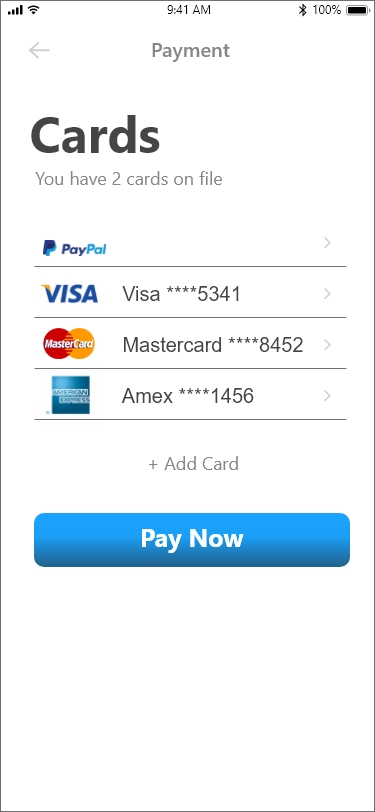 9:41 AM 100%
Payment
Cards
You have 2 cards on file
PayPal
VISA Visa ****5341
MasterCard Mastercard ****8452
AMERICAN EXPRESS Amex ****1456
+ Add Card
Pay Now